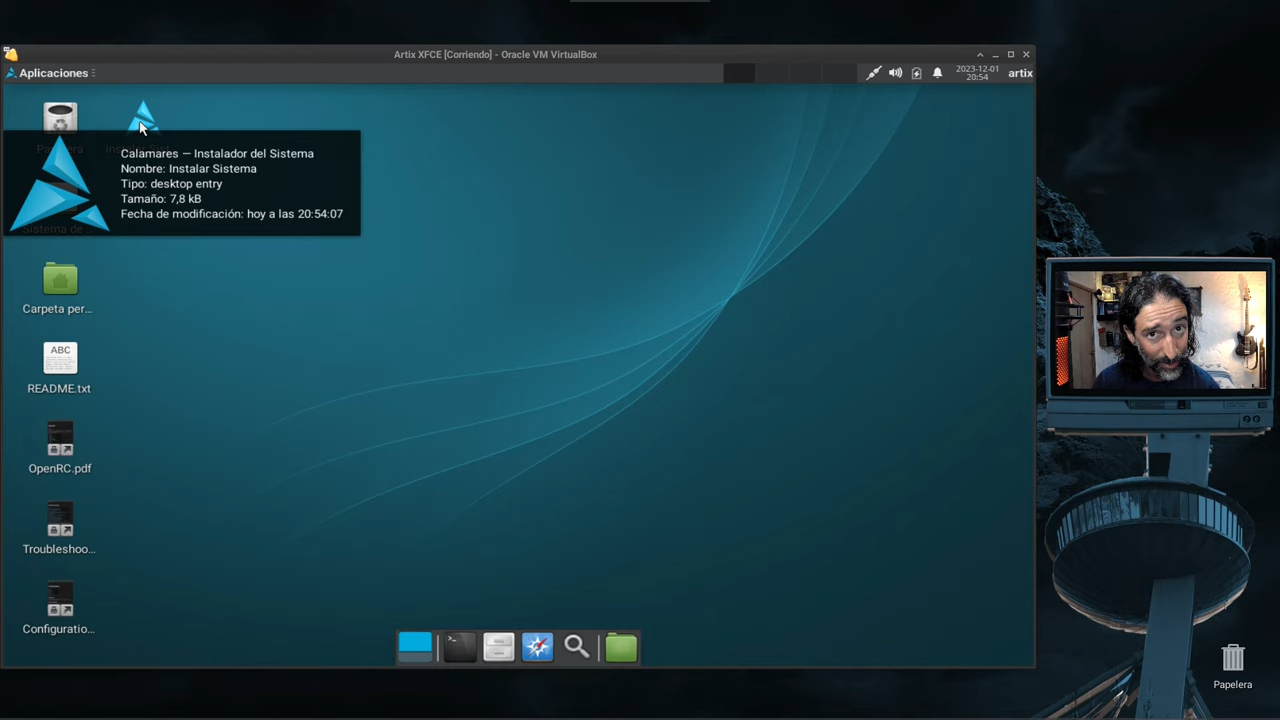 Artix XFCE [Corriendo] - Oracle VM VirtualBox
Aplicaciones
2023-12-01
20:54
artix
Calamares — Instalador del Sistema
Nombre: Instalar Sistema
Tipo: desktop entry
Tamaño: 7,8 kB
Fecha de modificación: hoy a las 20:54:07
Sistema de ...
Carpeta per...
ABC
README.txt
OpenRC.pdf
Troubleshoo...
Configuratio...
Papelera